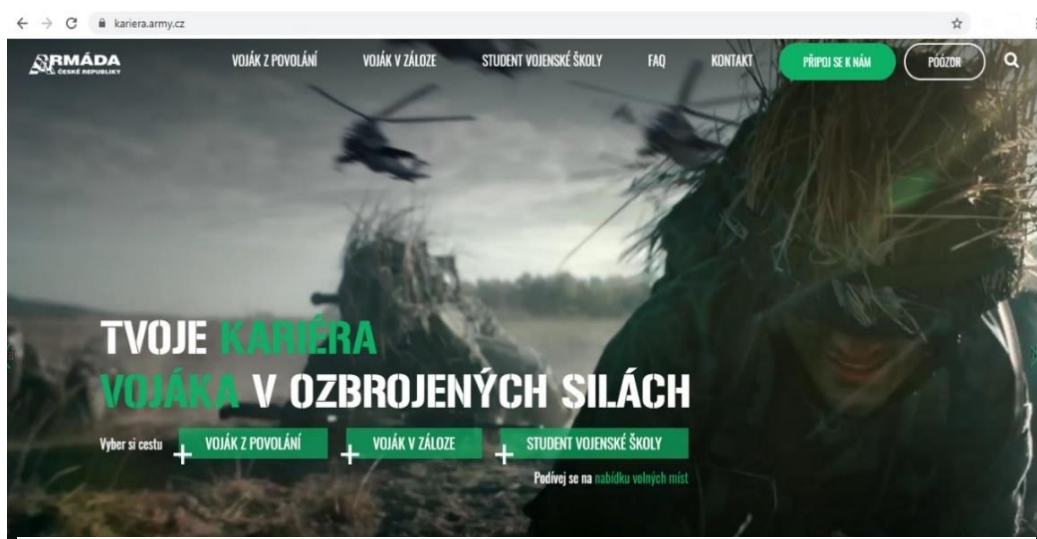 kariera.army.cz
ARMÁDA
ČESKÉ REPUBLIKY
VOJÁK Z POVOLÁNÍ VOJÁK V ZÁLOZE STUDENT VOJENSKÉ ŠKOLY FAQ KONTAKT PŘIPOJ SE K NÁM PÓÓZOR
TVOJE KARIÉRA
VOJÁKA V OZBROJENÝCH SILÁCH
Vyber si cestu VOJÁK Z POVOLÁNÍ VOJÁK V ZÁLOZE STUDENT VOJENSKÉ ŠKOLY
Podívej se na nabídku volných míst